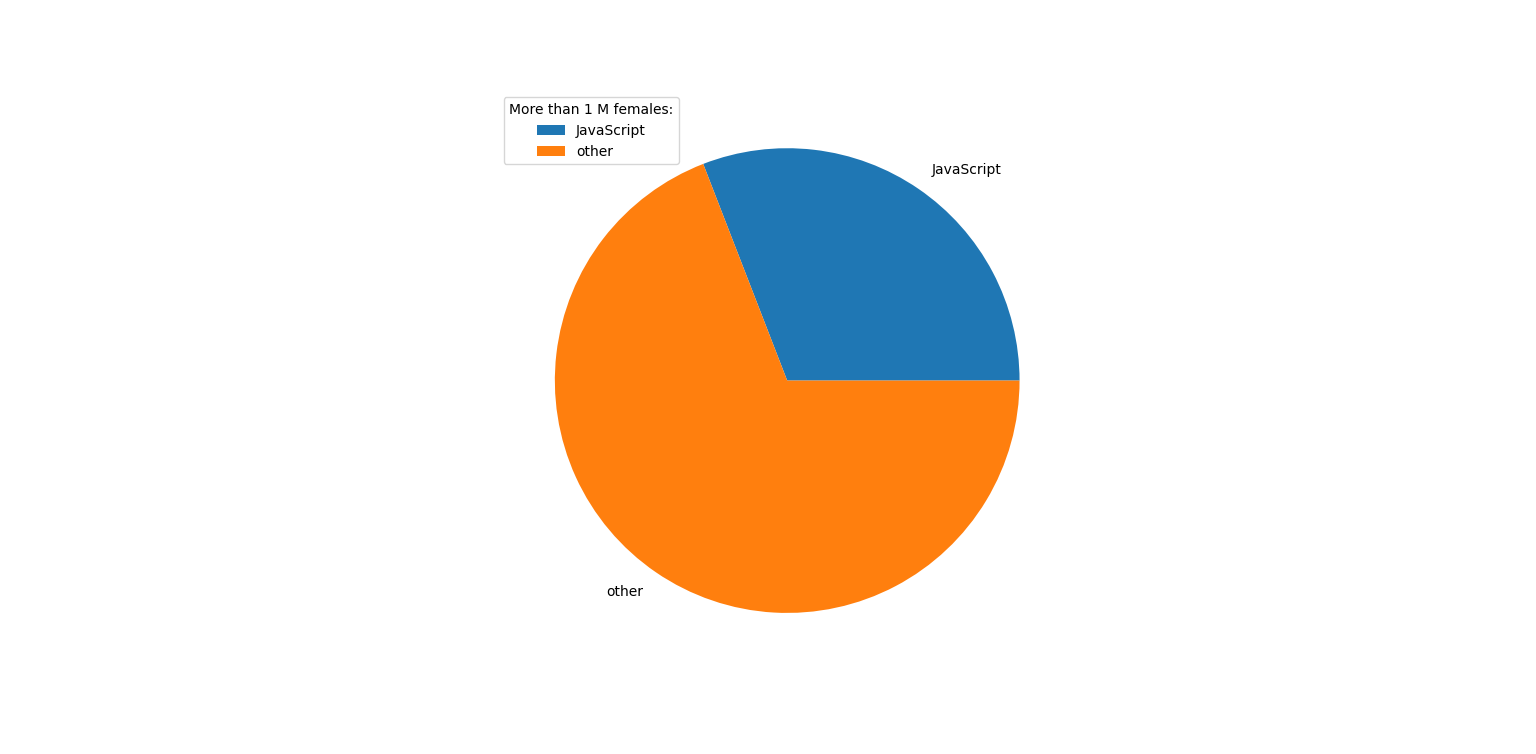 More than 1 M females:
JavaScript
other
JavaScript
other